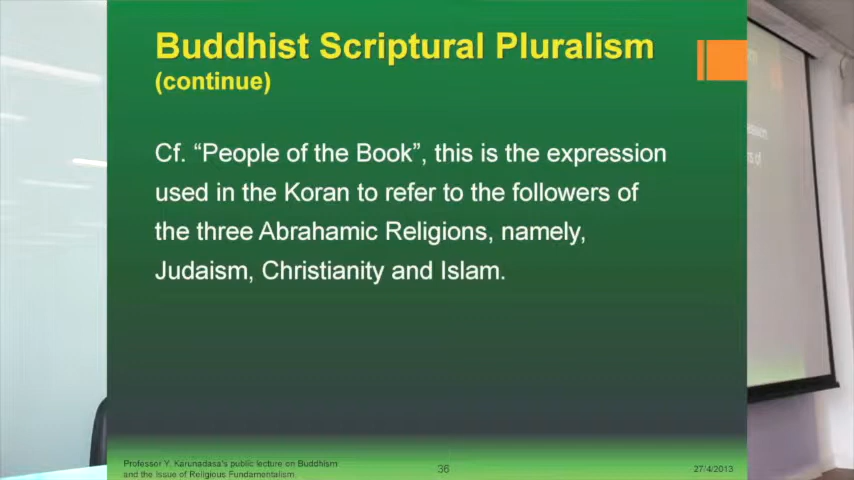 Buddhist Scriptural Pluralism
(continue)
Cf. “People of the Book”, this is the expression
used in the Koran to refer to the followers of
the three Abrahamic Religions, namely,
Judaism, Christianity and Islam.
Professor Y. Karunadasa's public lecture on Buddhism
and the Issue of Religious Fundamentalism.
36
27/4/2013